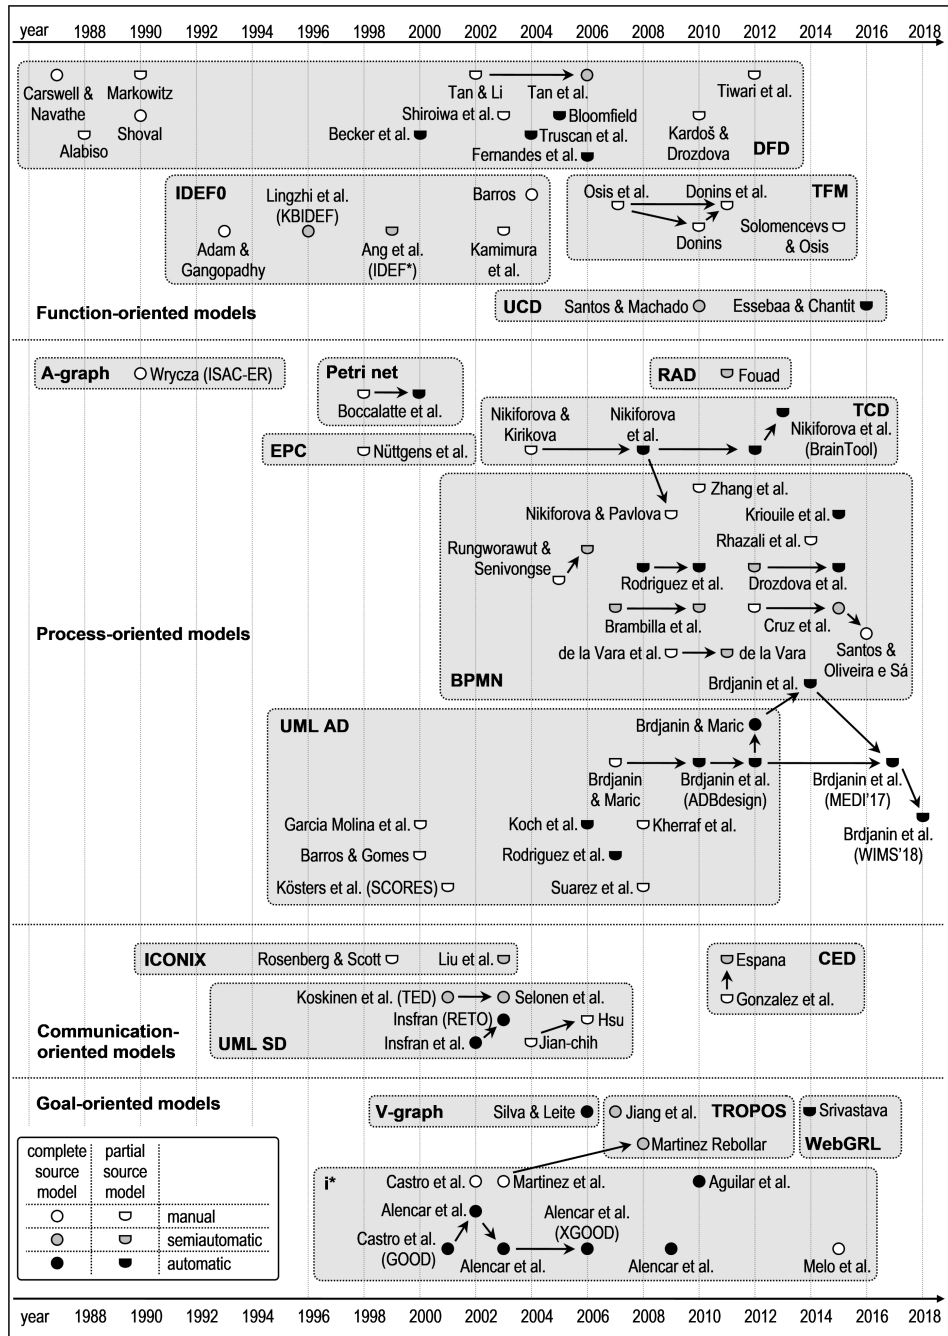 year 1988 1990 1992 1994 1996 1998 2000 2002 2004 2006 2008 2010 2012 2014 2016 2018
Carswell &
Navathe
Markowitz
Alabiso
Shoval
Tan & Li
Tan et al.
Tiwari et al.
Shiroiwa et al.
Bloomfield
Becker et al.
Truscan et al.
Kardoš &
Drozdova
Fernandes et al.
DFD
IDEF0
Lingzhi et al.
(KBIDEF)
Barros
Adam &
Gangopadhy
Ang et al.
(IDEF*)
Kamimura
et al.
Osis et al.
Donins et al.
TFM
Donins
Solomencevs
& Osis
Function-oriented models
UCD
Santos & Machado
Essebaa & Chantit
A-graph
Wrycza (ISAC-ER)
Petri net
Boccalatte et al.
RAD
Fouad
EPC
Nüttgens et al.
Nikiforova &
Kirikova
Nikiforova
et al.
TCD
Nikiforova et al.
(BrainTool)
Zhang et al.
Nikiforova & Pavlova
Kriouile et al.
Rhazali et al.
Rungworawut &
Senivongse
Rodriguez et al.
Drozdova et al.
Brambilla et al.
Cruz et al.
Process-oriented models
Santos &
Oliveira e Sá
de la Vara et al.
de la Vara
BPMN
Brdjanin et al.
UML AD
Brdjanin & Maric
Brdjanin
& Maric
Brdjanin et al.
(ADBdesign)
Brdjanin et al.
(MEDI'17)
Brdjanin et al.
(WIMS'18)
Garcia Molina et al.
Koch et al.
Kherraf et al.
Barros & Gomes
Rodriguez et al.
Kösters et al. (SCORES)
Suarez et al.
ICONIX
Rosenberg & Scott
Liu et al.
Espana
CED
Gonzalez et al.
Koskinen et al. (TED)
Selonen et al.
Insfran (RETO)
Hsu
UML SD
Insfran et al.
Jian-chih
Communication-
oriented models
Goal-oriented models
V-graph
Silva & Leite
Jiang et al.
TROPOS
Martinez Rebollar
Srivastava
WebGRL
i*
Castro et al.
Martinez et al.
Aguilar et al.
Alencar et al.
Castro et al.
(GOOD)
Alencar et al.
Alencar et al.
(XGOOD)
Alencar et al.
Melo et al.
complete
source
model
partial
source
model
manual
semiautomatic
automatic
year 1988 1990 1992 1994 1996 1998 2000 2002 2004 2006 2008 2010 2012 2014 2016 2018